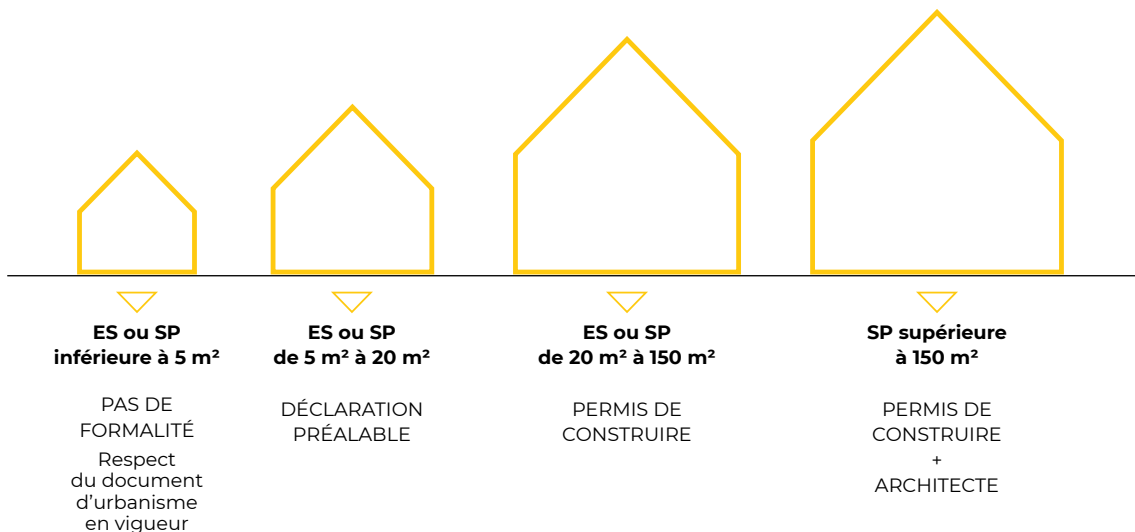 ES ou SP
inférieure à 5 m²
PAS DE
FORMALITÉ
Respect
du document
d'urbanisme
en vigueur
ES ou SP
de 5 m² à 20 m²
DÉCLARATION
PRÉALABLE
ES ou SP
de 20 m² à 150 m²
PERMIS DE
CONSTRUIRE
SP supérieure
à 150 m²
PERMIS DE
CONSTRUIRE
+
ARCHITECTE